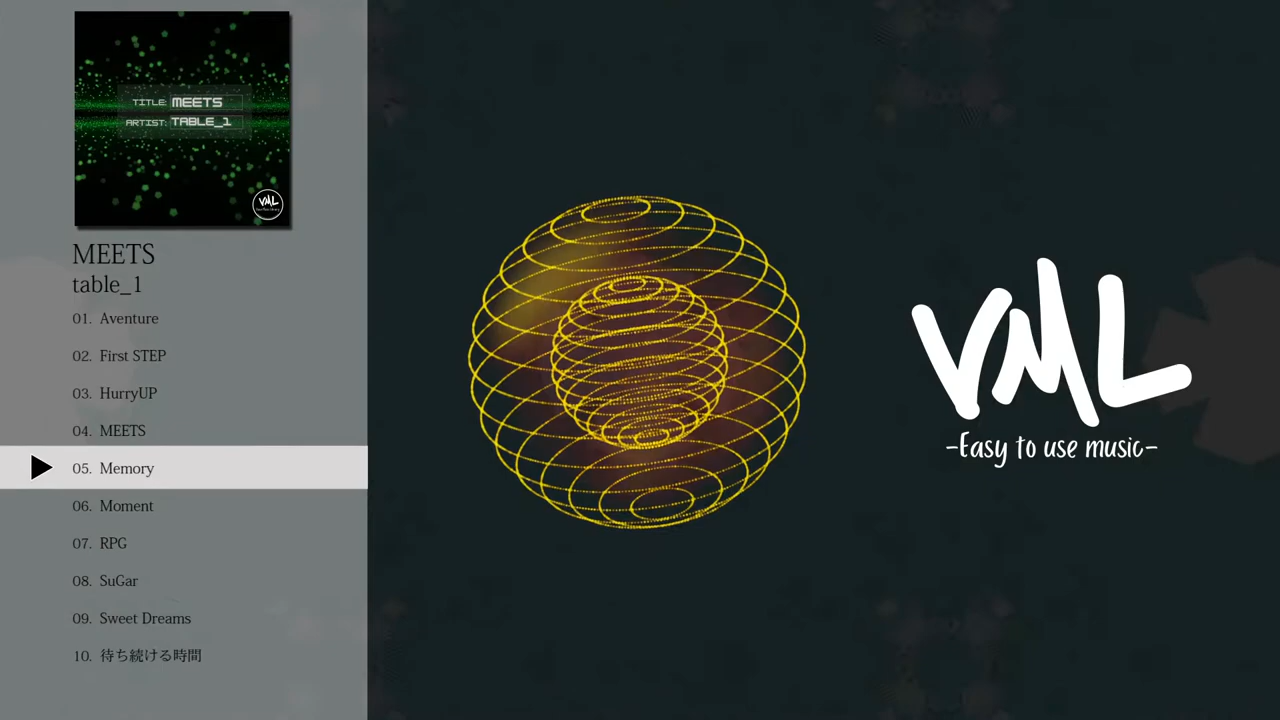 TITLE: MEETS
ARTIST: TABLE_1
VML
MEETS
table_1
01. Aventure
02. First STEP
03. HurryUP
04. MEETS
05. Memory
06. Moment
07. RPG
08. SuGar
09. Sweet Dreams
10. 待ち続ける時間
VML
-Easy to use music-